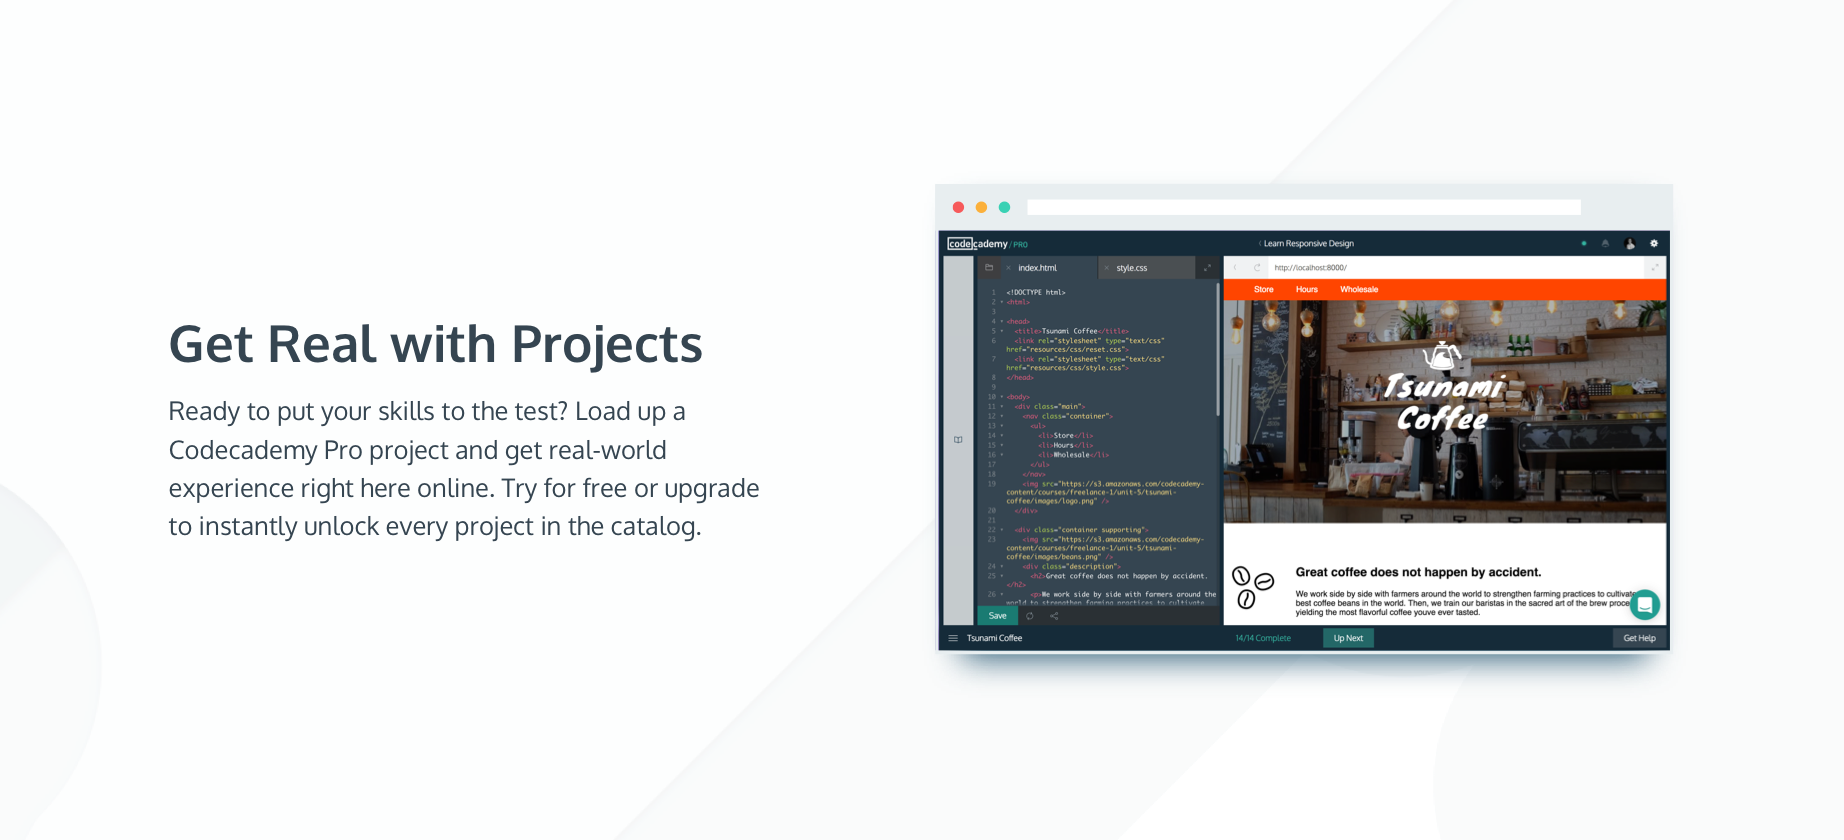 Get Real with Projects
Ready to put your skills to the test? Load up a
Codecademy Pro project and get real-world
experience right here online. Try for free or upgrade
to instantly unlock every project in the catalog.
codecademy / PRO
Learn Responsive Design
index.html
style.css
1 <!DOCTYPE html>
2 <html>
3
4 <head>
5 <title>Tsunami Coffee</title>
6 <link rel="stylesheet" type="text/css"
href="resources/css/reset.css">
7 <link rel="stylesheet" type="text/css"
href="resources/css/style.css">
8 </head>
9
10 <body>
11 <div class="main">
12 <nav class="container">
13 <ul>
14 <li>Store</li>
15 <li>Hours</li>
16 <li>Wholesale</li>
17 </ul>
18 </nav>
19 <img src="https://s3.amazonaws.com/codecademy-
content/courses/freelance-1/unit-5/tsunami-
coffee/images/logo.png" />
20 </div>
21
22 <div class="container supporting">
23 <img src="https://s3.amazonaws.com/codecademy-
content/courses/freelance-1/unit-5/tsunami-
coffee/images/beans.png" />
24 <div class="description">
25 <h2>Great coffee does not happen by accident.
</h2>
26 <p>We work side by side with farmers around the
world to strengthen farming practices to cultivate
Save
http://localhost:8000/
Store Hours Wholesale
Tsunami
Coffee
Great coffee does not happen by accident.
We work side by side with farmers around the world to strengthen farming practices to cultivate
best coffee beans in the world. Then, we train our baristas in the sacred art of the brew proce
yielding the most flavorful coffee youve ever tasted.
Tsunami Coffee
14/14 Complete
Up Next
Get Help